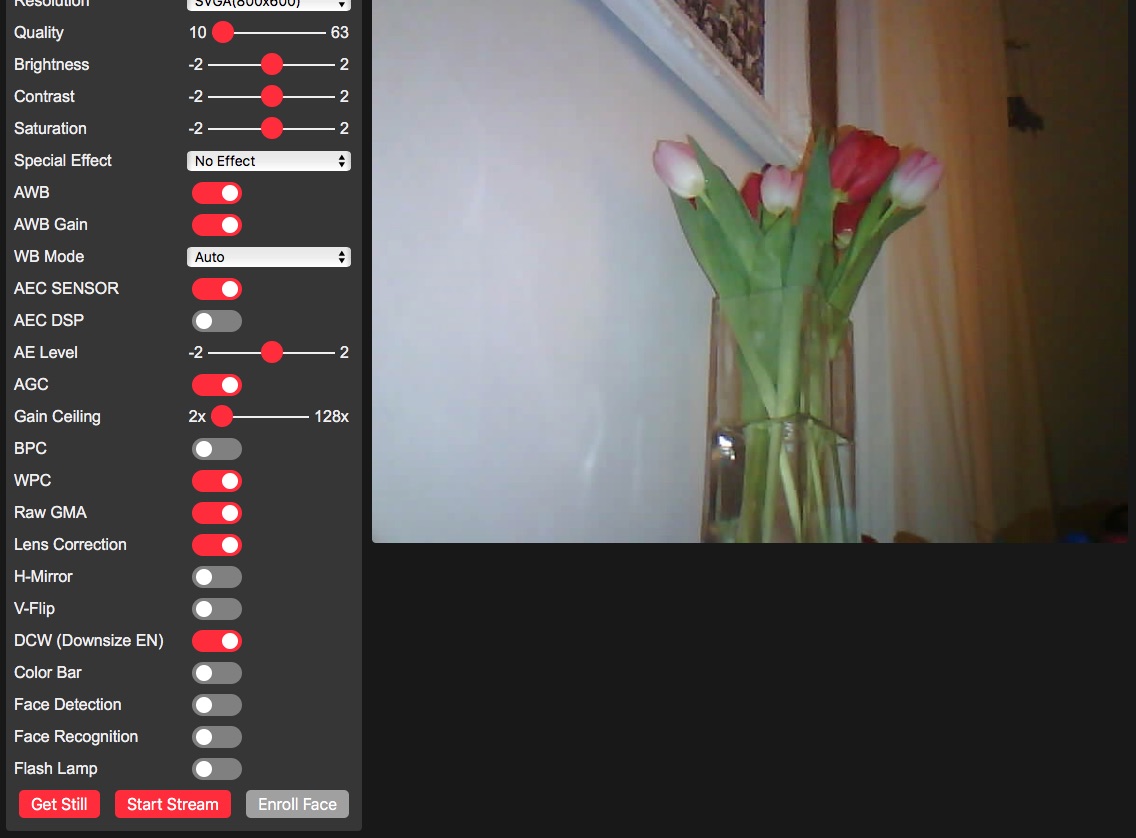 Resolution SVGA(800x600)
Quality 10 63
Brightness -2 2
Contrast -2 2
Saturation -2 2
Special Effect No Effect
AWB
AWB Gain
WB Mode Auto
AEC SENSOR
AEC DSP
AE Level -2 2
AGC
Gain Ceiling 2x 128x
BPC
WPC
Raw GMA
Lens Correction
H-Mirror
V-Flip
DCW (Downsize EN)
Color Bar
Face Detection
Face Recognition
Flash Lamp
Get Still Start Stream Enroll Face